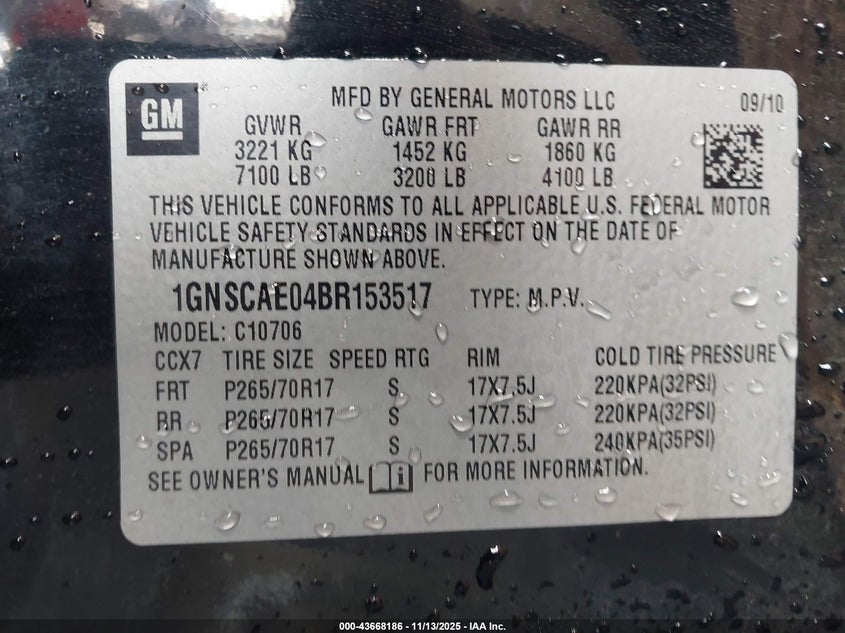 GM
MFD BY GENERAL MOTORS LLC 09/10
GVWR GAWR FRT GAWR RR
3221 KG 1452 KG 1860 KG
7100 LB 3200 LB 4100 LB
THIS VEHICLE CONFORMS TO ALL APPLICABLE U.S. FEDERAL MOTOR
VEHICLE SAFETY STANDARDS IN EFFECT ON THE DATE OF
MANUFACTURE SHOWN ABOVE.
1GNSCAE04BR153517 TYPE: M.P.V.
MODEL: C10706
CCX7 TIRE SIZE SPEED RTG RIM COLD TIRE PRESSURE
FRT P265/70R17 S 17X7.5J 220KPA(32PSI)
RR P265/70R17 S 17X7.5J 220KPA(32PSI)
SPA P265/70R17 S 17X7.5J 240KPA(35PSI)
SEE OWNER'S MANUAL FOR MORE INFORMATION.
000-43668186 - 11/13/2025 - IAA Inc.